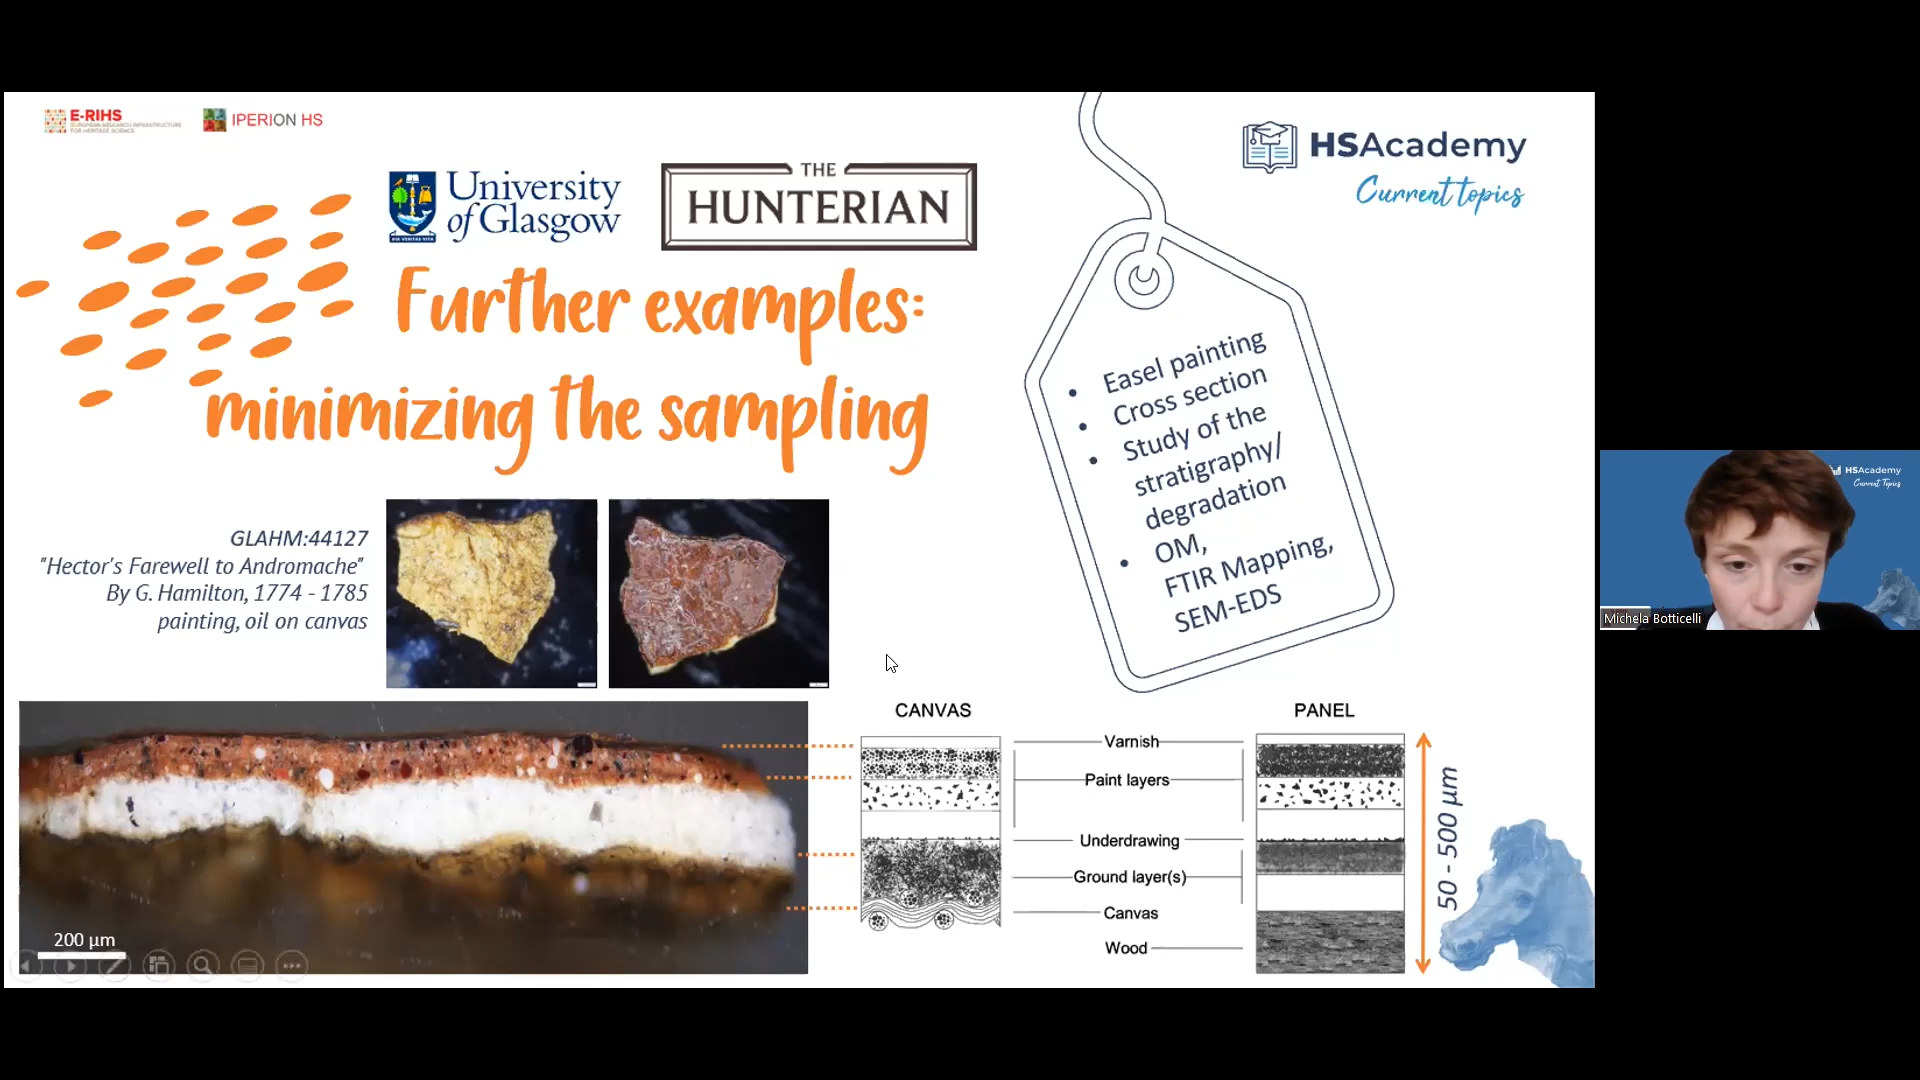 E-RIHS
EUROPEAN RESEARCH INFRASTRUCTURE
FOR HERITAGE SCIENCE
IPERION HS
University
of Glasgow
VIA VERITAS VITA
THE
HUNTERIAN
HSAcademy
Current topics
Further examples:
minimizing the sampling
• Easel painting
• Cross section
• Study of the
stratigraphy/
degradation
• OM,
FTIR Mapping,
SEM-EDS
GLAHM:44127
"Hector's Farewell to Andromache"
By G. Hamilton, 1774 - 1785
painting, oil on canvas
200 µm
CANVAS
PANEL
Varnish
Paint layers
Underdrawing
Ground layer(s)
Canvas
Wood
50 - 500 µm
HSAcademy
Current Topics
Michela Botticelli